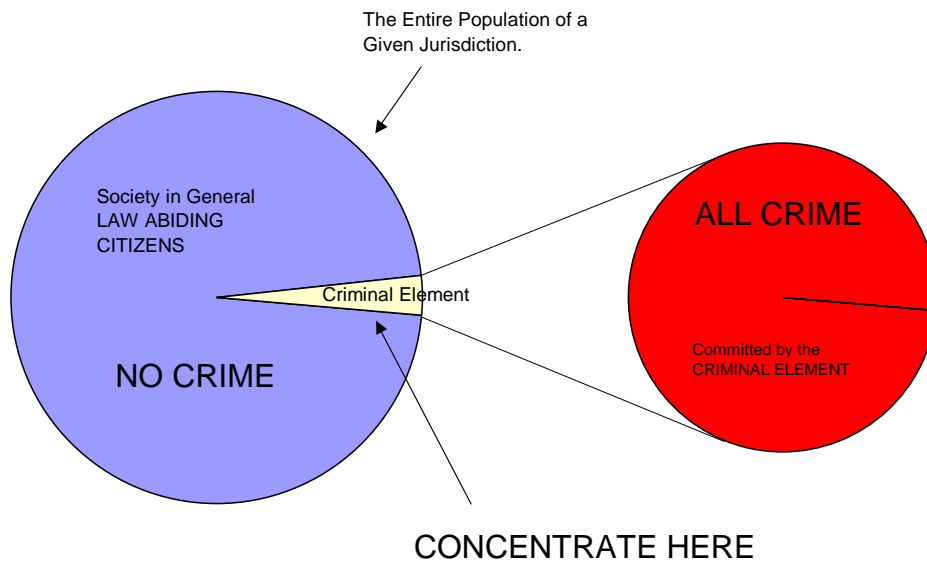 The Entire Population of a
Given Jurisdiction.
Society in General
LAW ABIDING
CITIZENS
Criminal Element
NO CRIME
ALL CRIME
Committed by the
CRIMINAL ELEMENT
CONCENTRATE HERE